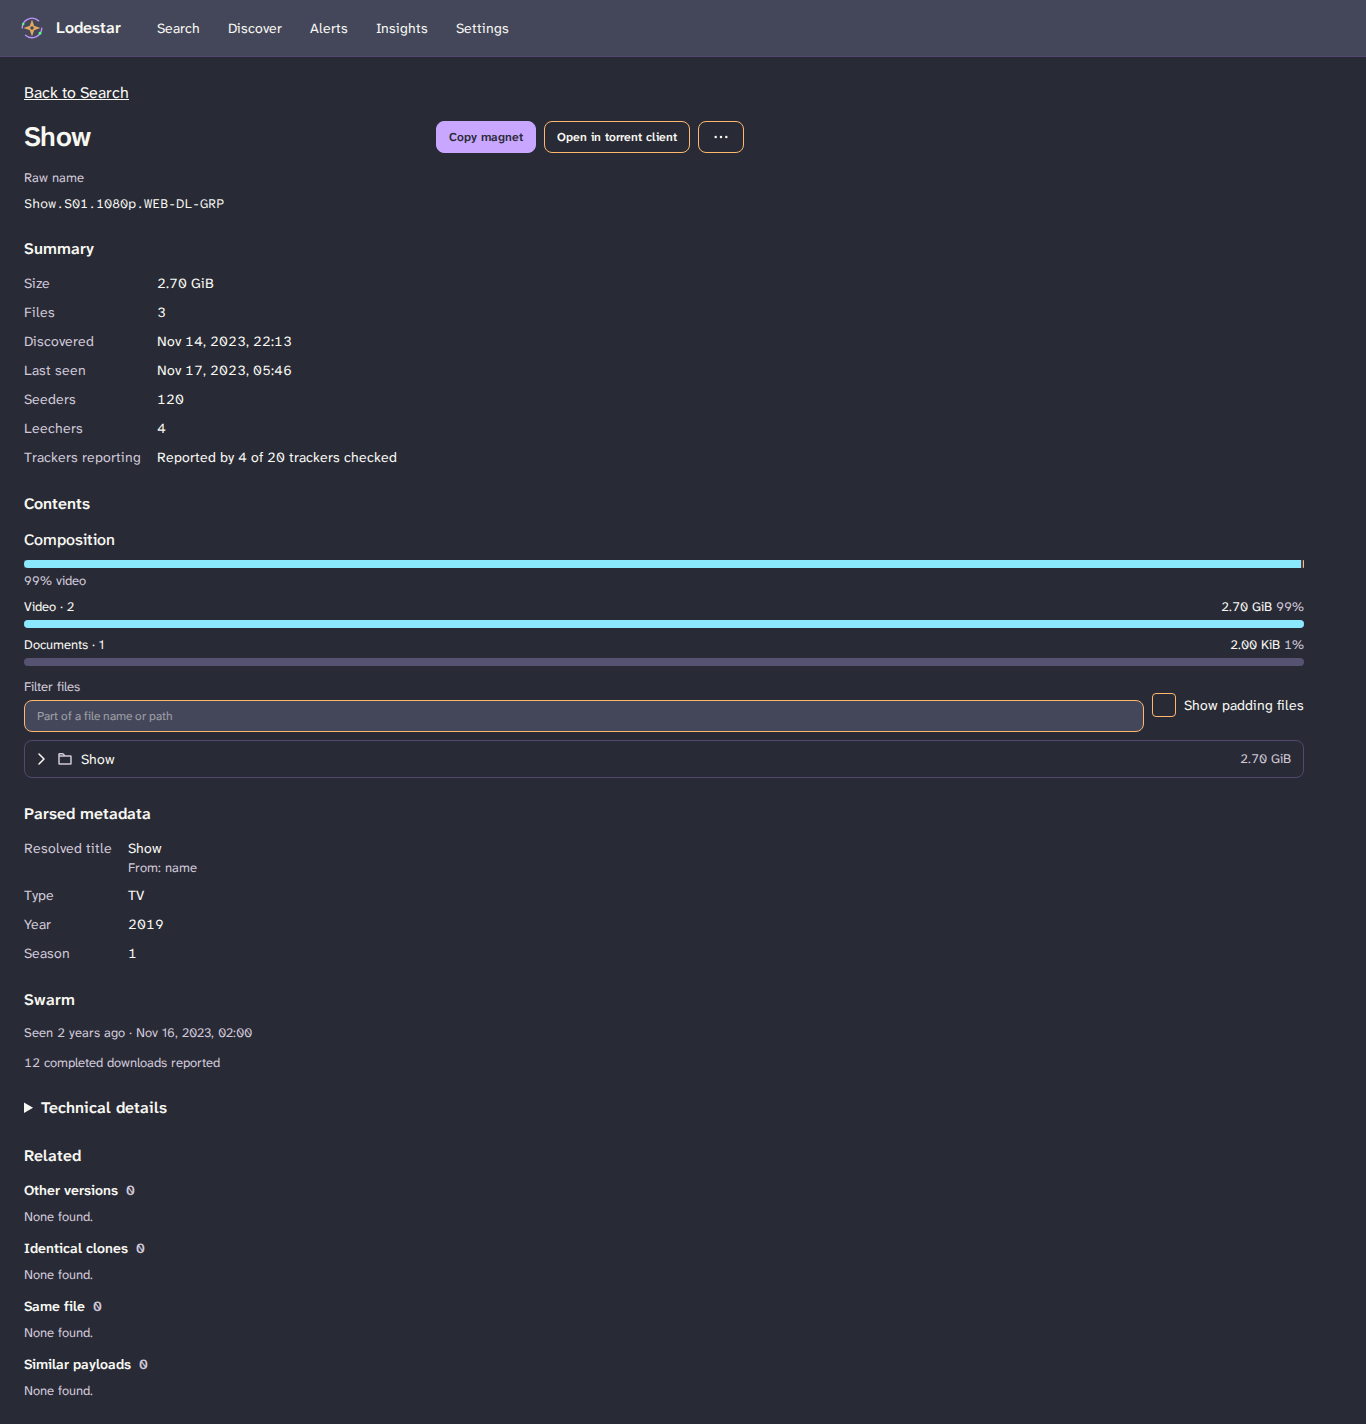 Lodestar Search Discover Alerts Insights Settings
Back to Search
Show Copy magnet Open in torrent client ···
Raw name
Show.S01.1080p.WEB-DL-GRP
Summary
Size 2.70 GiB
Files 3
Discovered Nov 14, 2023, 22:13
Last seen Nov 17, 2023, 05:46
Seeders 120
Leechers 4
Trackers reporting Reported by 4 of 20 trackers checked
Contents
Composition
99% video
Video · 2 2.70 GiB 99%
Documents · 1 2.00 KiB 1%
Filter files
Part of a file name or path Show padding files
Show 2.70 GiB
Parsed metadata
Resolved title Show
From: name
Type TV
Year 2019
Season 1
Swarm
Seen 2 years ago · Nov 16, 2023, 02:00
12 completed downloads reported
Technical details
Related
Other versions 0
None found.
Identical clones 0
None found.
Same file 0
None found.
Similar payloads 0
None found.